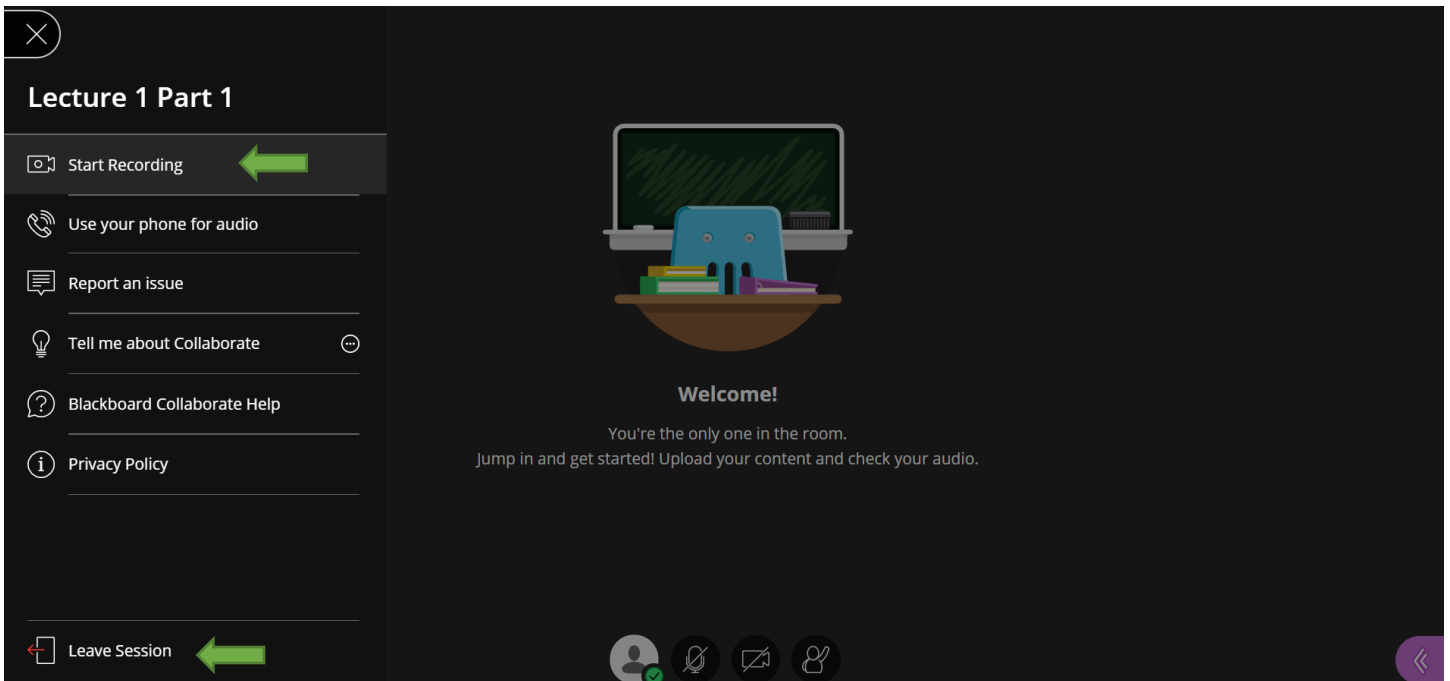 Lecture 1 Part 1
Start Recording
Use your phone for audio
Report an issue
Tell me about Collaborate
Blackboard Collaborate Help
Privacy Policy
Leave Session
Welcome!
You're the only one in the room.
Jump in and get started! Upload your content and check your audio.